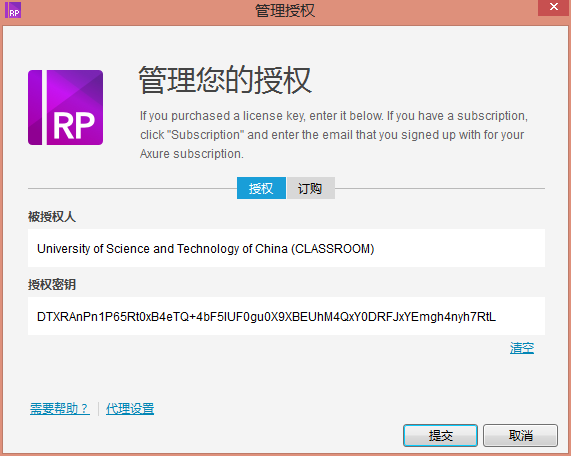 RP
管理授权
RP
管理您的授权
If you purchased a license key, enter it below. If you have a subscription,
click "Subscription" and enter the email that you signed up with for your
Axure subscription.
授权 订购
被授权人
University of Science and Technology of China (CLASSROOM)
授权密钥
DTXRAnPn1P65Rt0xB4eTQ+4bF5IUF0gu0X9XBEUhM4QxY0DRFJxYEmgh4nyh7RtL
清空
需要帮助？ 代理设置
提交 取消